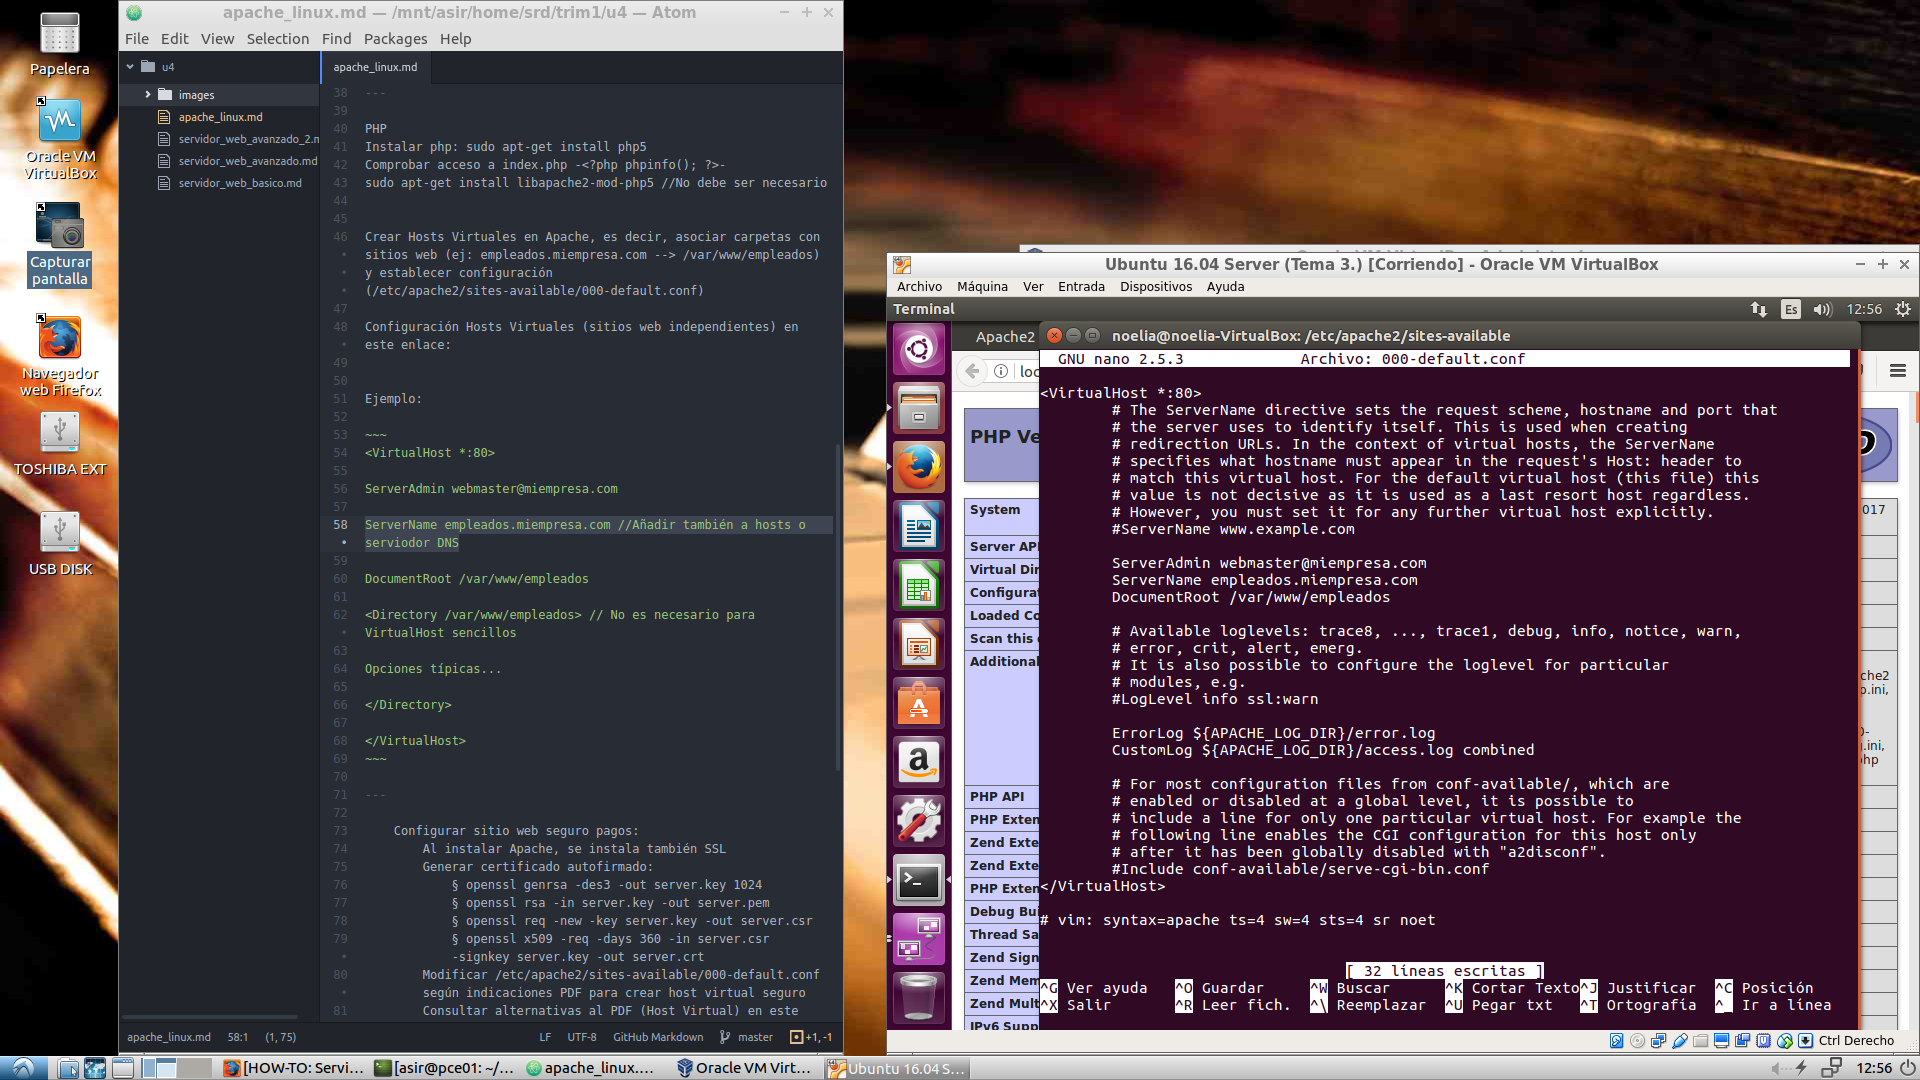 Papelera
Oracle VM
VirtualBox
Capturar
pantalla
Navegador
web Firefox
TOSHIBA EXT
USB DISK
apache_linux.md — /mnt/asir/home/srd/trim1/u4 — Atom
File Edit View Selection Find Packages Help
u4
images
apache_linux.md
servidor_web_avanzado_2.m
servidor_web_avanzado.md
servidor_web_basico.md
apache_linux.md
38 ---
39
40 PHP
41 Instalar php: sudo apt-get install php5
42 Comprobar acceso a index.php -<?php phpinfo(); ?>-
43 sudo apt-get install libapache2-mod-php5 //No debe ser necesario
44
45
46 Crear Hosts Virtuales en Apache, es decir, asociar carpetas con
• sitios web (ej: empleados.miempresa.com --> /var/www/empleados)
• y establecer configuración
• (/etc/apache2/sites-available/000-default.conf)
47
48 Configuración Hosts Virtuales (sitios web independientes) en
• este enlace:
49
50
51 Ejemplo:
52
53 ~~~
54 <VirtualHost *:80>
55
56 ServerAdmin webmaster@miempresa.com
57
58 ServerName empleados.miempresa.com //Añadir también a hosts o
• serviodor DNS
59
60 DocumentRoot /var/www/empleados
61
62 <Directory /var/www/empleados> // No es necesario para
• VirtualHost sencillos
63
64 Opciones típicas...
65
66 </Directory>
67
68 </VirtualHost>
69 ~~~
70
71 ---
72
73 Configurar sitio web seguro pagos:
74 Al instalar Apache, se instala también SSL
75 Generar certificado autofirmado:
76 § openssl genrsa -des3 -out server.key 1024
77 § openssl rsa -in server.key -out server.pem
78 § openssl req -new -key server.key -out server.csr
79 § openssl x509 -req -days 360 -in server.csr
• -signkey server.key -out server.crt
80 Modificar /etc/apache2/sites-available/000-default.conf
• según indicaciones PDF para crear host virtual seguro
81 Consultar alternativas al PDF (Host Virtual) en este
apache_linux.md 58:1 (1, 75) LF UTF-8 GitHub Markdown master +1, -1
Ubuntu 16.04 Server (Tema 3.) [Corriendo] - Oracle VM VirtualBox
Archivo Máquina Ver Entrada Dispositivos Ayuda
Terminal Es 12:56
Apache2
noelia@noelia-VirtualBox: /etc/apache2/sites-available
loc
PHP Ve
System
Server API
Virtual Dir
Configurat
Loaded Co
Scan this
Additional
PHP API
PHP Exten
Zend Exte
Zend Exte
PHP Exten
Debug Bui
Thread Sa
Zend Sign
Zend Mem
Zend Mult
IPv6 Supp
2017
GNU nano 2.5.3 Archivo: 000-default.conf
<VirtualHost *:80>
# The ServerName directive sets the request scheme, hostname and port that
# the server uses to identify itself. This is used when creating
# redirection URLs. In the context of virtual hosts, the ServerName
# specifies what hostname must appear in the request's Host: header to
# match this virtual host. For the default virtual host (this file) this
# value is not decisive as it is used as a last resort host regardless.
# However, you must set it for any further virtual host explicitly.
#ServerName www.example.com
ServerAdmin webmaster@miempresa.com
ServerName empleados.miempresa.com
DocumentRoot /var/www/empleados
# Available loglevels: trace8, ..., trace1, debug, info, notice, warn,
# error, crit, alert, emerg.
# It is also possible to configure the loglevel for particular
# modules, e.g.
#LogLevel info ssl:warn
ErrorLog ${APACHE_LOG_DIR}/error.log
CustomLog ${APACHE_LOG_DIR}/access.log combined
# For most configuration files from conf-available/, which are
# enabled or disabled at a global level, it is possible to
# include a line for only one particular virtual host. For example the
# following line enables the CGI configuration for this host only
# after it has been globally disabled with "a2disconf".
#Include conf-available/serve-cgi-bin.conf
</VirtualHost>
# vim: syntax=apache ts=4 sw=4 sts=4 sr noet
[ 32 líneas escritas ]
^G Ver ayuda ^O Guardar ^W Buscar ^K Cortar Texto ^J Justificar ^C Posición
^X Salir ^R Leer fich. ^\ Reemplazar ^U Pegar txt ^T Ortografía ^_ Ir a línea
Ctrl Derecho
[HOW-TO: Servi... [asir@pce01: ~/... apache_linux.md.... Oracle VM Virt... Ubuntu 16.04 S... 12:56